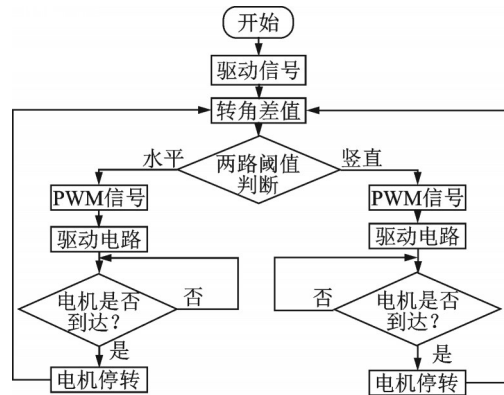 开始
驱动信号
转角差值
两路阈值
判断
水平
竖直
PWM信号
驱动电路
电机是否
到达?
否
是
电机停转
PWM信号
驱动电路
电机是否
到达?
否
是
电机停转